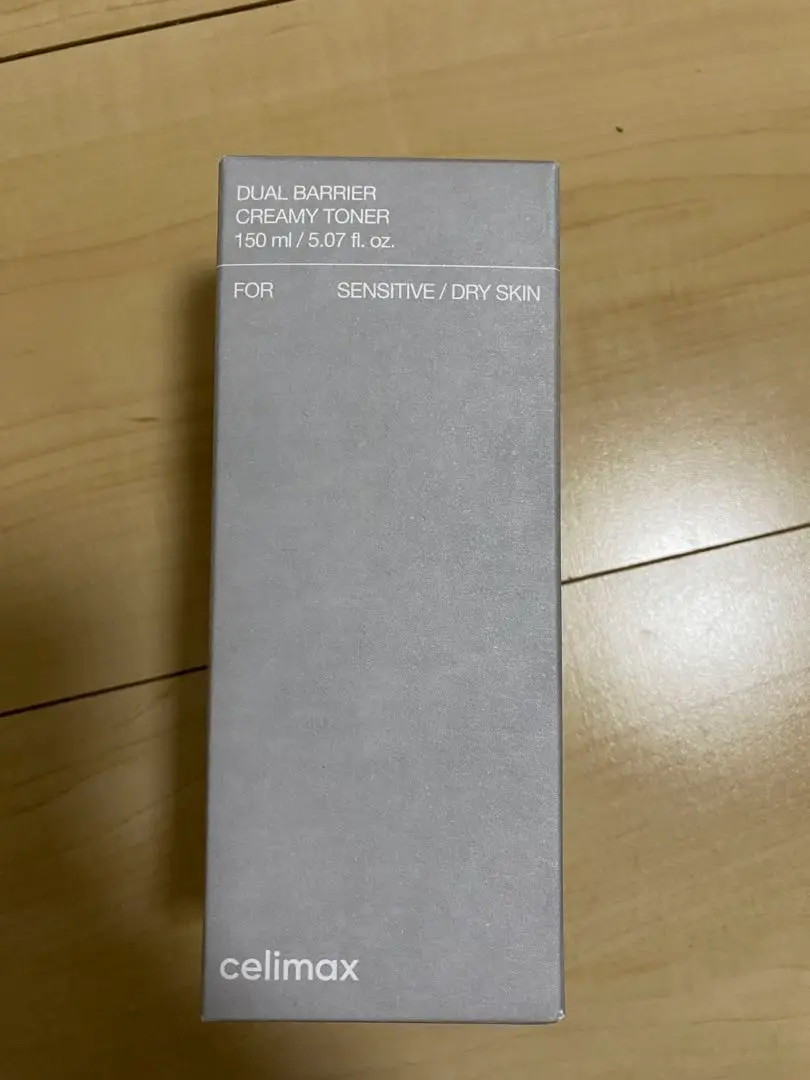 DUAL BARRIER
CREAMY TONER
150 ml / 5.07 fl. oz.
FOR SENSITIVE / DRY SKIN
celimax